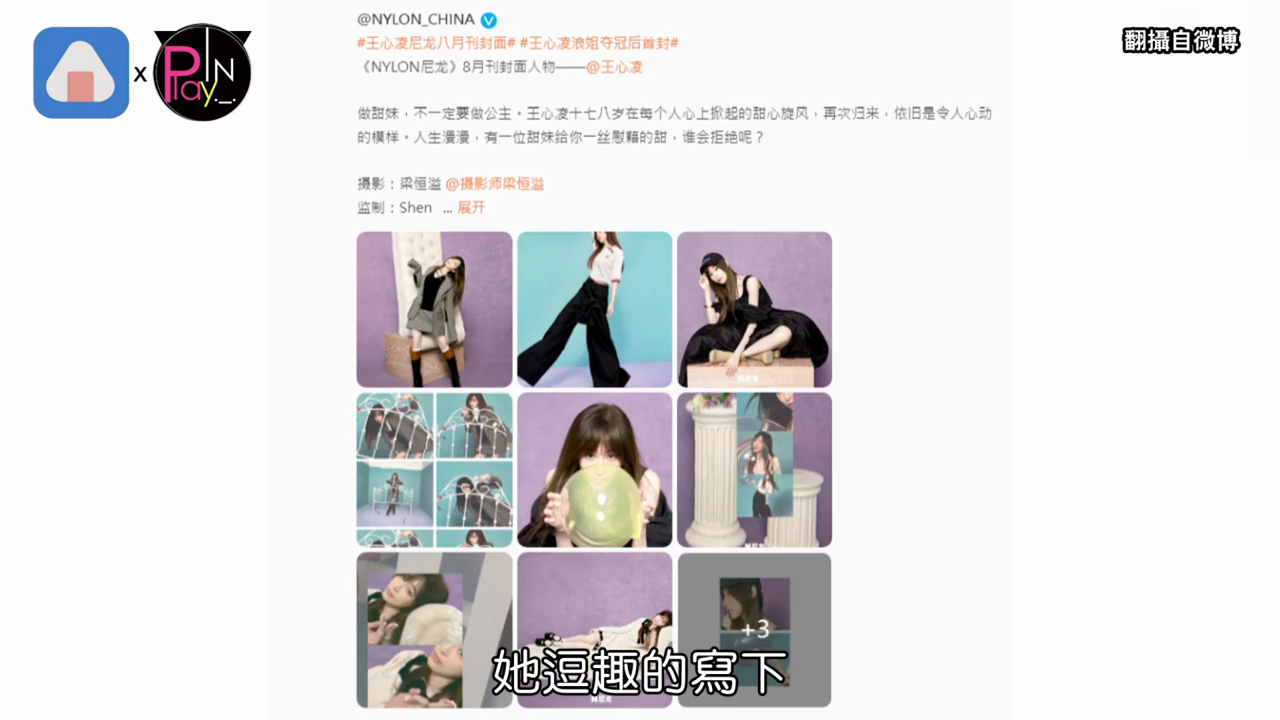 @NYLON_CHINA
#王心凌尼龙八月刊封面# #王心凌浪姐夺冠后首封#
《NYLON尼龙》8月刊封面人物——@王心凌
做甜妹，不一定要做公主。王心凌十七八岁在每个人心上掀起的甜心旋风，再次归来，依旧是令人心动
的模样。人生漫漫，有一位甜妹给你一丝慰藉的甜，谁会拒绝呢？
摄影：梁恒溢 @摄影师梁恒溢
监制：Shen ... 展开
x
Play IN
翻攝自微博
+3
她逗趣的寫下